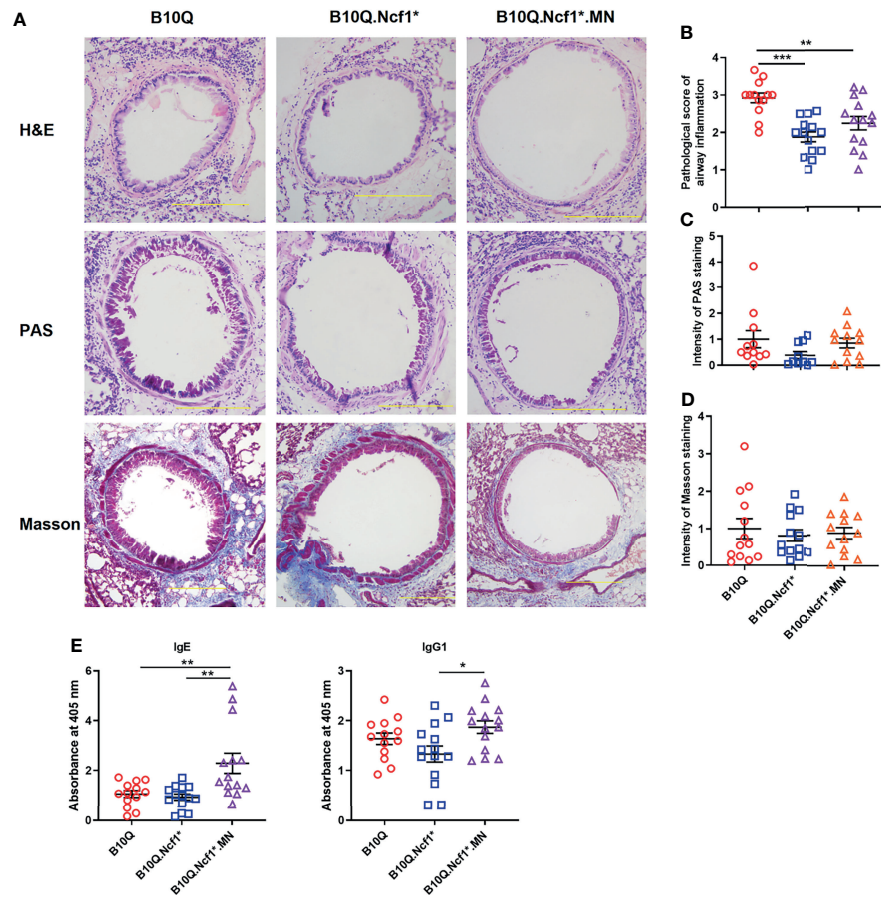 A
B10Q
B10Q.Ncf1*
B10Q.Ncf1*.MN
H&E
PAS
Masson
B
**
***
4
3
2
1
0
Pathological score of
airway inflammation
C
5
4
3
2
1
0
Intensity of PAS staining
D
4
3
2
1
0
Intensity of Masson staining
B10Q
B10Q.Ncf1*
B10Q.Ncf1*.MN
E
IgE
**
**
6
4
2
0
Absorbance at 405 nm
B10Q
B10Q.Ncf1*
B10Q.Ncf1*.MN
IgG1
*
3
2
1
0
Absorbance at 405 nm
B10Q
B10Q.Ncf1*
B10Q.Ncf1*.MN